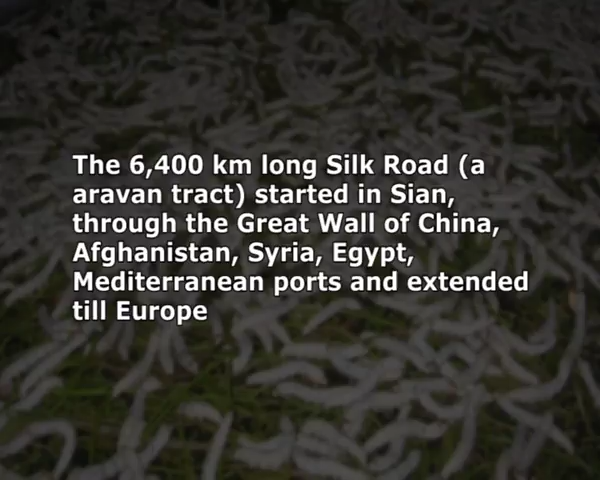 The 6,400 km long Silk Road (a
aravan tract) started in Sian,
through the Great Wall of China,
Afghanistan, Syria, Egypt,
Mediterranean ports and extended
till Europe